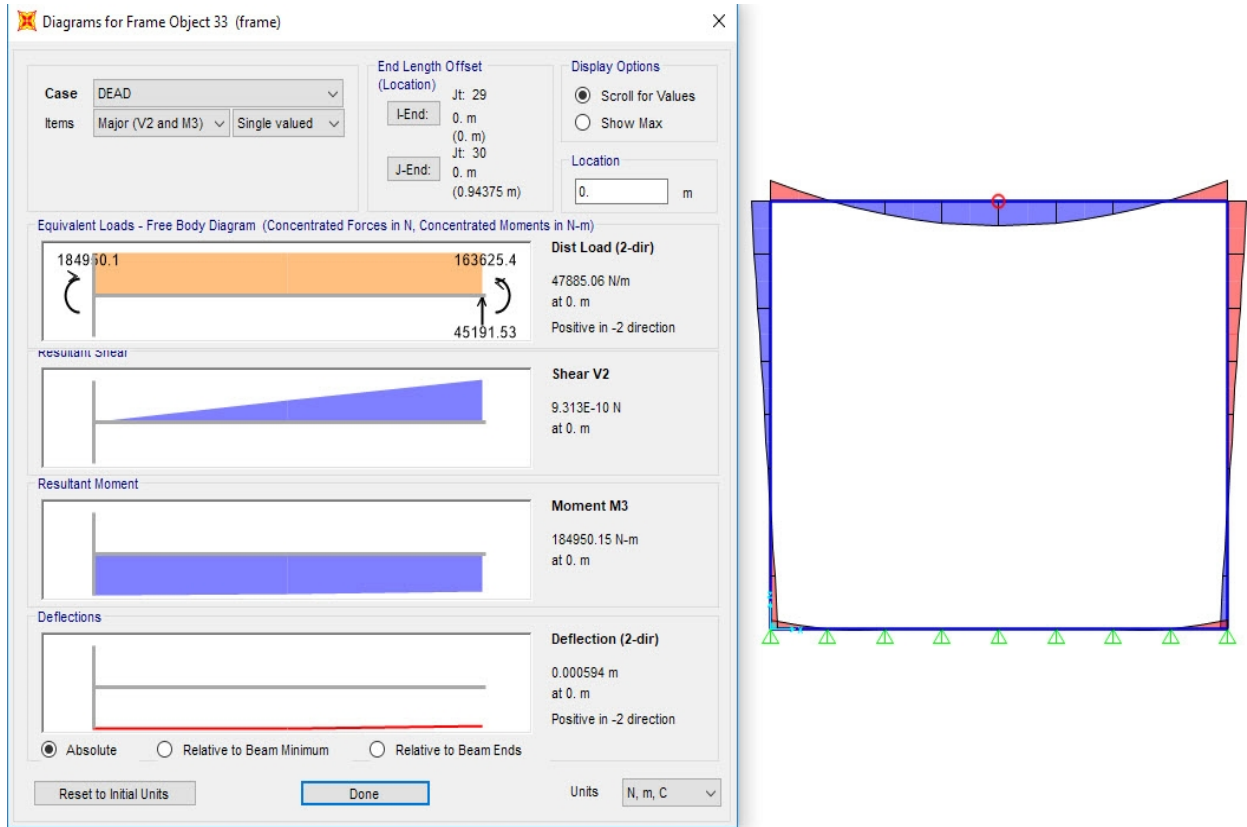 Diagrams for Frame Object 33 (frame)
Case
DEAD
Items
Major (V2 and M3)
Single valued
End Length Offset
(Location)
I-End:
Jt: 29
0. m
(0. m)
J-End:
Jt: 30
0. m
(0.94375 m)
Display Options
Scroll for Values
Show Max
Location
0.
m
Equivalent Loads - Free Body Diagram (Concentrated Forces in N, Concentrated Moments in N-m)
184950.1
163625.4
45191.53
Dist Load (2-dir)
47885.06 N/m
at 0. m
Positive in -2 direction
Resultant Shear
Shear V2
9.313E-10 N
at 0. m
Resultant Moment
Moment M3
184950.15 N-m
at 0. m
Deflections
Deflection (2-dir)
0.000594 m
at 0. m
Positive in -2 direction
Absolute
Relative to Beam Minimum
Relative to Beam Ends
Reset to Initial Units
Done
Units
N, m, C